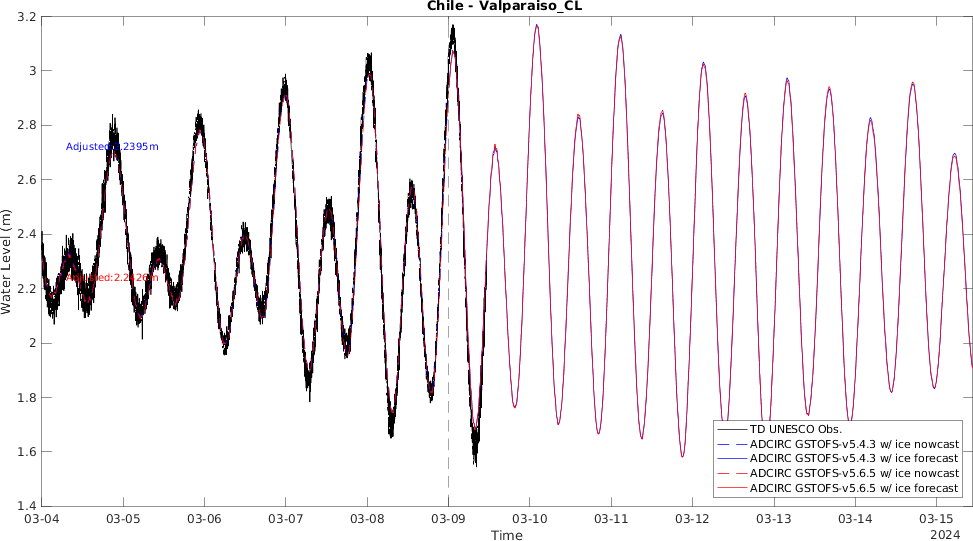 Chile - Valparaiso_CL
3.2
3
2.8
2.6
2.4
2.2
2
1.8
1.6
1.4
Water Level (m)
TD UNESCO Obs.
ADCIRC GSTOFS-v5.4.3 w/ ice nowcast
ADCIRC GSTOFS-v5.4.3 w/ ice forecast
ADCIRC GSTOFS-v5.6.5 w/ ice nowcast
ADCIRC GSTOFS-v5.6.5 w/ ice forecast
03-04 03-05 03-06 03-07 03-08 03-09 03-10 03-11 03-12 03-13 03-14 03-15
Time
2024